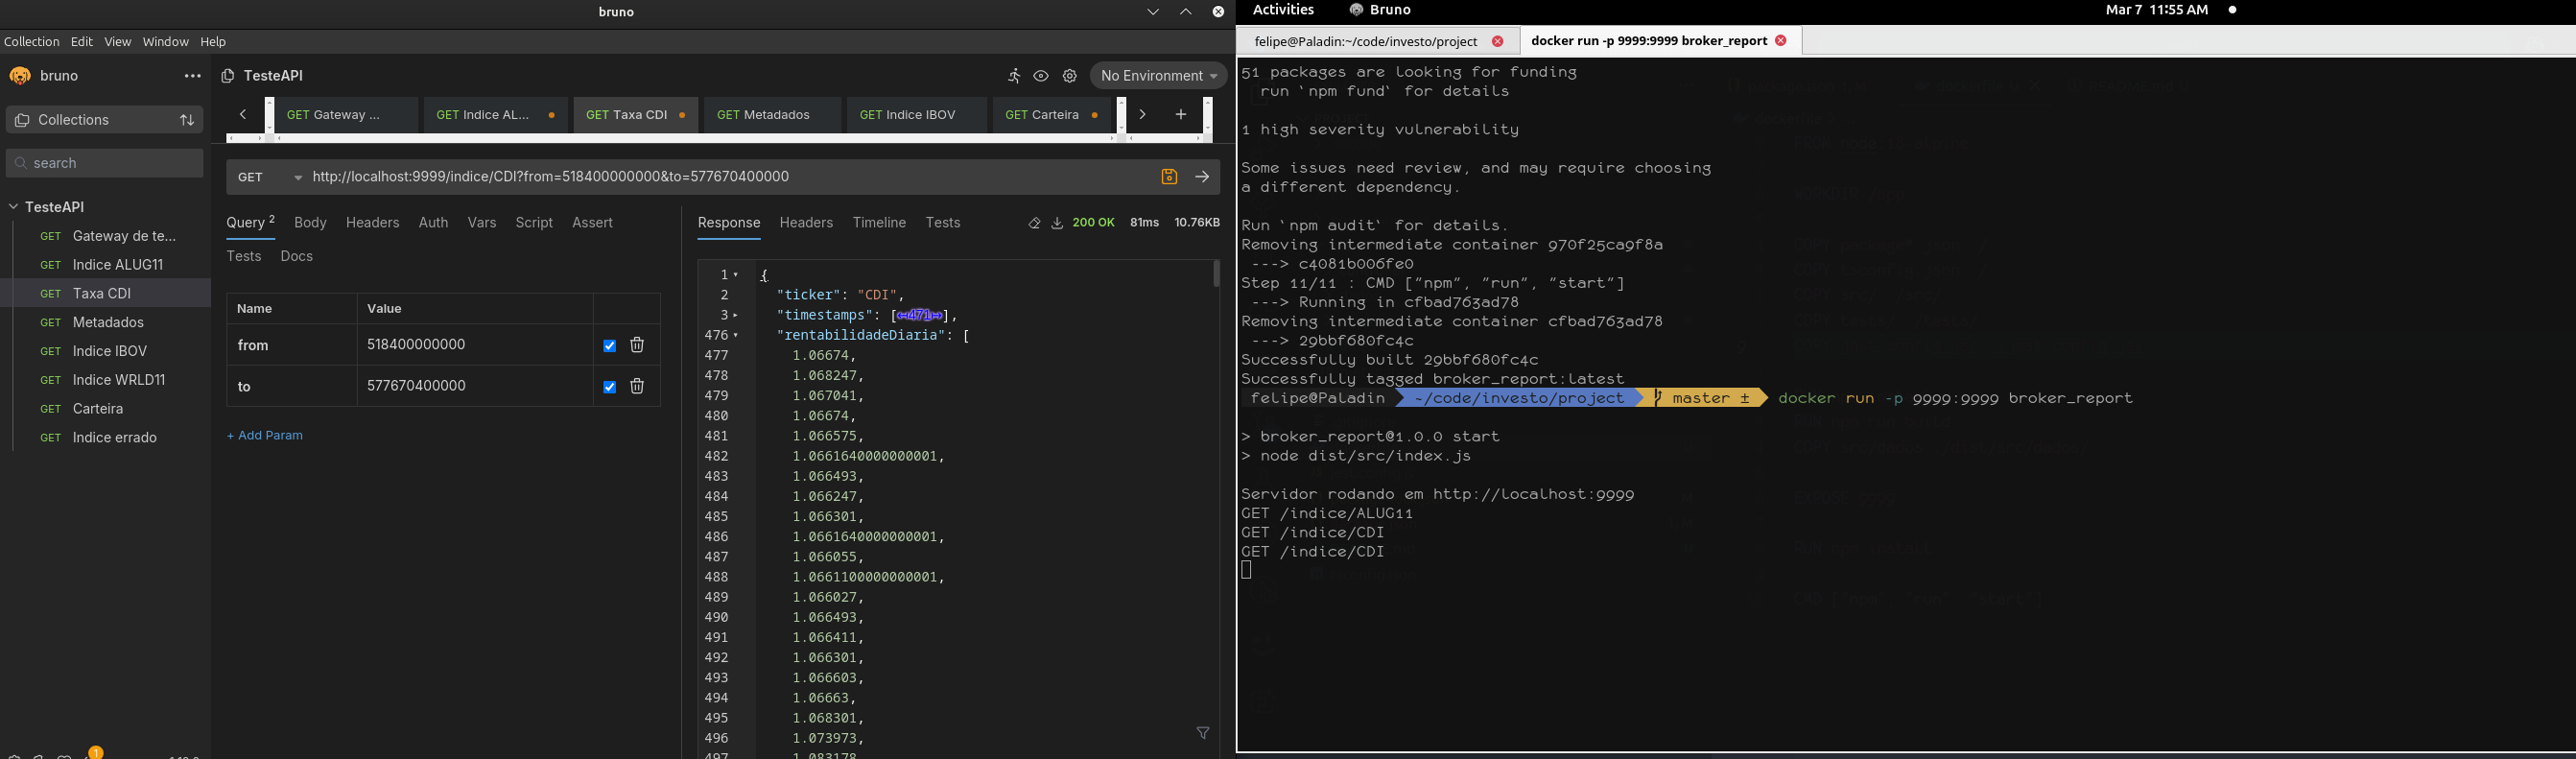 bruno
Collection Edit View Window Help
bruno
TesteAPI
No Environment
Collections
GET Gateway ...
GET Indice AL...
GET Taxa CDI
GET Metadados
GET Indice IBOV
GET Carteira
search
GET
http://localhost:9999/indice/CDI?from=518400000000&to=577670400000
TesteAPI
GET Gateway de te...
GET Indice ALUG11
GET Taxa CDI
GET Metadados
GET Indice IBOV
GET Indice WRLD11
GET Carteira
GET Indice errado
1
Query 2 Body Headers Auth Vars Script Assert
Tests Docs
Name Value
from 518400000000
to 577670400000
+ Add Param
Response Headers Timeline Tests 200 OK 81ms 10.76KB
1 {
2 "ticker": "CDI",
3 "timestamps": [↔471↔],
476 "rentabilidadeDiaria": [
477 1.06674,
478 1.068247,
479 1.067041,
480 1.06674,
481 1.066575,
482 1.0661640000000001,
483 1.066493,
484 1.066247,
485 1.066301,
486 1.0661640000000001,
487 1.066055,
488 1.0661100000000001,
489 1.066027,
490 1.066493,
491 1.066411,
492 1.066301,
493 1.066603,
494 1.06663,
495 1.068301,
496 1.073973,
497 1.083178
Activities Bruno Mar 7 11:55 AM
felipe@Paladin:~/code/investo/project
docker run -p 9999:9999 broker_report
51 packages are looking for funding
run `npm fund` for details
1 high severity vulnerability
Some issues need review, and may require choosing
a different dependency.
Run `npm audit` for details.
Removing intermediate container 970f25ca9f8a
---> c4081b006fe0
Step 11/11 : CMD ["npm", "run", "start"]
---> Running in cfbad763ad78
Removing intermediate container cfbad763ad78
---> 29bbf680fc4c
Successfully built 29bbf680fc4c
Successfully tagged broker_report:latest
felipe@Paladin ~/code/investo/project master ± docker run -p 9999:9999 broker_report
> broker_report@1.0.0 start
> node dist/src/index.js
Servidor rodando em http://localhost:9999
GET /indice/ALUG11
GET /indice/CDI
GET /indice/CDI